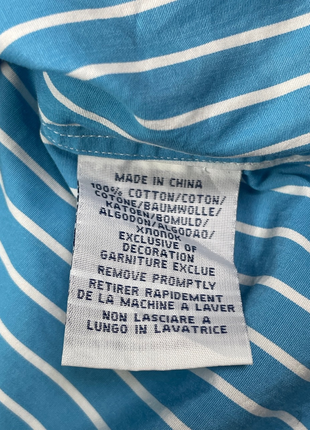 MADE IN CHINA
100% COTTON/COTON/
COTONE/BAUMWOLLE/
KATOEN/BOMULD/
ALGODON/ALGODAO/
ХЛОПОК
EXCLUSIVE OF
DECORATION
GARNITURE EXCLUE
REMOVE PROMPTLY
RETIRER RAPIDEMENT
DE LA MACHINE A LAVER
NON LASCIARE A
LUNGO IN LAVATRICE